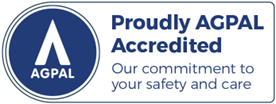 AGPAL
Proudly AGPAL
Accredited
Our commitment to
your safety and care